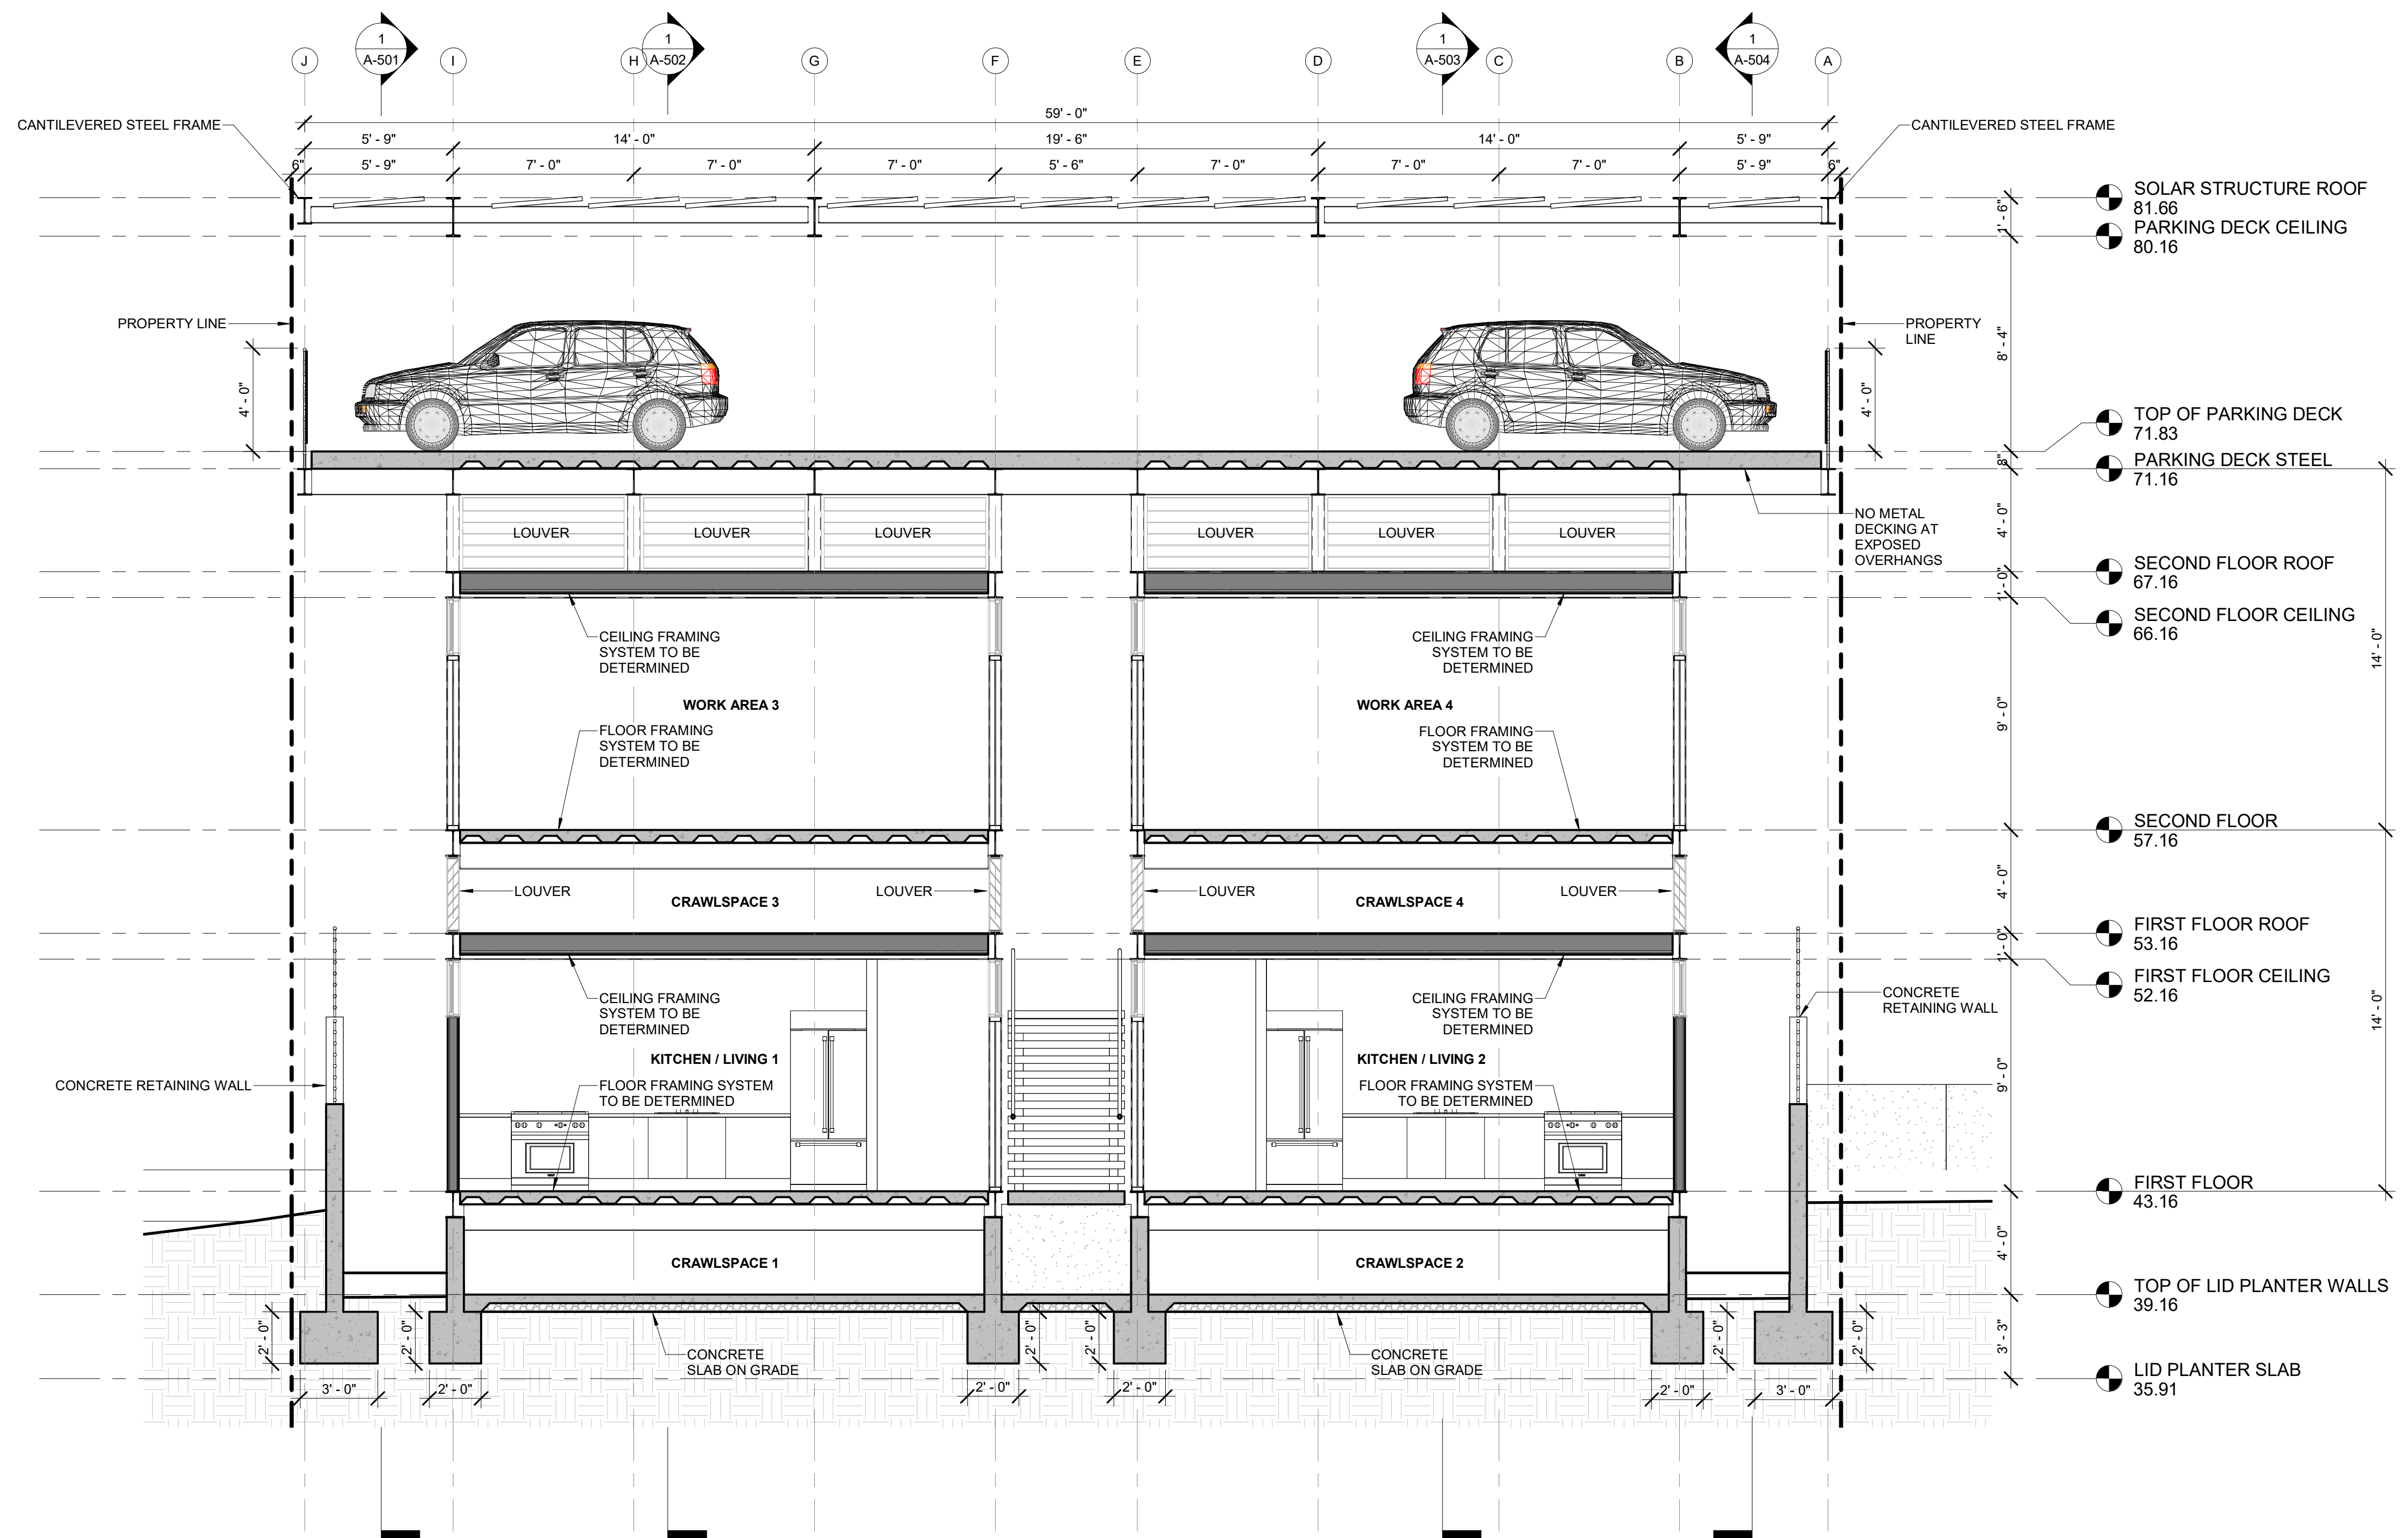 1
A-501
1
A-502
1
A-503
1
A-504
J
I
H
G
F
E
D
C
B
A
59' - 0"
CANTILEVERED STEEL FRAME
CANTILEVERED STEEL FRAME
5' - 9"
14' - 0"
19' - 6"
14' - 0"
5' - 9"
6"
5' - 9"
7' - 0"
7' - 0"
7' - 0"
5' - 6"
7' - 0"
7' - 0"
7' - 0"
5' - 9"
6"
SOLAR STRUCTURE ROOF
81.66
1' - 6"
PARKING DECK CEILING
80.16
PROPERTY LINE
PROPERTY
LINE
8' - 4"
4' - 0"
4' - 0"
TOP OF PARKING DECK
71.83
8"
PARKING DECK STEEL
71.16
NO METAL
DECKING AT
EXPOSED
OVERHANGS
LOUVER
LOUVER
LOUVER
LOUVER
LOUVER
LOUVER
4' - 0"
SECOND FLOOR ROOF
67.16
1' - 0"
SECOND FLOOR CEILING
66.16
CEILING FRAMING
SYSTEM TO BE
DETERMINED
CEILING FRAMING
SYSTEM TO BE
DETERMINED
14' - 0"
WORK AREA 3
WORK AREA 4
9' - 0"
FLOOR FRAMING
SYSTEM TO BE
DETERMINED
FLOOR FRAMING
SYSTEM TO BE
DETERMINED
SECOND FLOOR
57.16
LOUVER
LOUVER
LOUVER
LOUVER
CRAWLSPACE 3
CRAWLSPACE 4
4' - 0"
FIRST FLOOR ROOF
53.16
1' - 0"
FIRST FLOOR CEILING
52.16
CEILING FRAMING
SYSTEM TO BE
DETERMINED
CEILING FRAMING
SYSTEM TO BE
DETERMINED
CONCRETE
RETAINING WALL
14' - 0"
KITCHEN / LIVING 1
KITCHEN / LIVING 2
9' - 0"
CONCRETE RETAINING WALL
FLOOR FRAMING SYSTEM
TO BE DETERMINED
FLOOR FRAMING SYSTEM
TO BE DETERMINED
FIRST FLOOR
43.16
4' - 0"
CRAWLSPACE 1
CRAWLSPACE 2
TOP OF LID PLANTER WALLS
39.16
2' - 0"
2' - 0"
2' - 0"
2' - 0"
2' - 0"
2' - 0"
3' - 3"
CONCRETE
SLAB ON GRADE
CONCRETE
SLAB ON GRADE
LID PLANTER SLAB
35.91
3' - 0"
2' - 0"
2' - 0"
2' - 0"
2' - 0"
3' - 0"